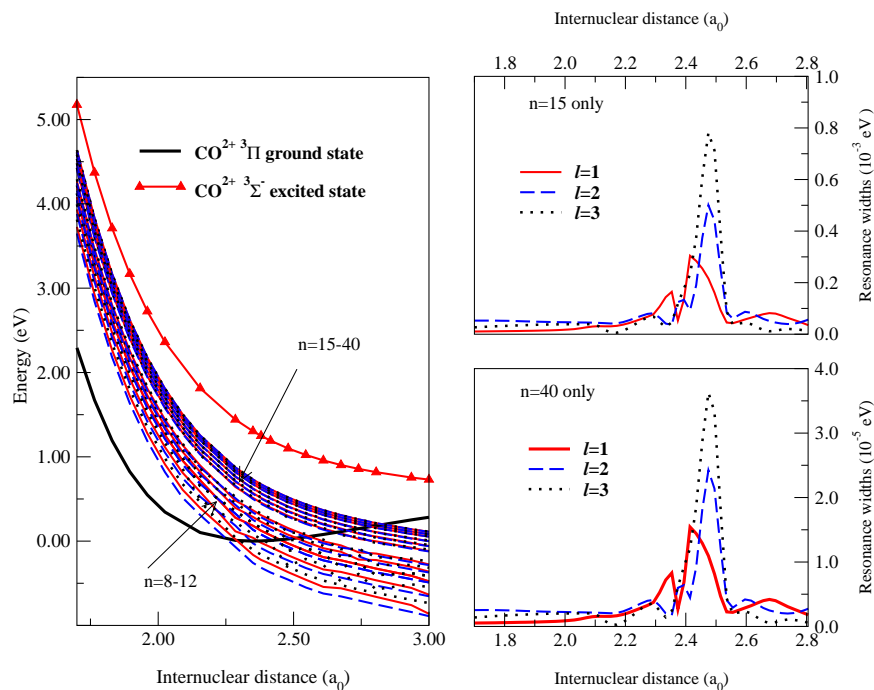 5.00
4.00
3.00
2.00
1.00
0.00
Energy (eV)
CO2+ 3Π ground state
CO2+ 3Σ- excited state
n=15-40
n=8-12
2.00 2.50 3.00
Internuclear distance (a0)
Internuclear distance (a0)
1.8 2.0 2.2 2.4 2.6 2.8
n=15 only
l=1
l=2
l=3
1.0
0.8
0.6
0.4
0.2
0.0
Resonance widths (10-3 eV)
n=40 only
l=1
l=2
l=3
4.0
3.5
2.5
1.5
1.0
0.0
Resonance widths (10-5 eV)
1.8 2.0 2.2 2.4 2.6 2.8
Internuclear distance (a0)